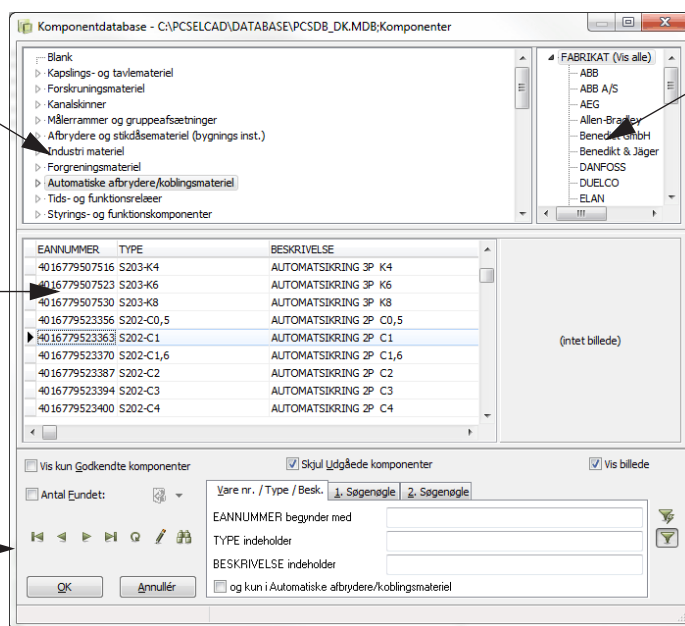 Komponentdatabase - C:\PCSELCAD\DATABASE\PCSDB_DK.MDB;Komponenter
Blank
Kapslings- og tavlemateriel
Forskruningsmateriel
Kanalskinner
Målerrammer og gruppeafsætninger
Afbrydere og stikdåsemateriel (bygnings inst.)
Industri materiel
Forgreningsmateriel
Automatiske afbrydere/koblingsmateriel
Tids- og funktionsrelæer
Styrings- og funktionskomponenter
FABRIKAT (Vis alle)
ABB
ABB A/S
AEG
Allen-Bradley
Benedict GmbH
Benedikt & Jäger
DANFOSS
DUELCO
ELAN
EANNUMMER TYPE BESKRIVELSE
4016779507516 S203-K4 AUTOMATSIKRING 3P K4
4016779507523 S203-K6 AUTOMATSIKRING 3P K6
4016779507530 S203-K8 AUTOMATSIKRING 3P K8
4016779523356 S202-C0,5 AUTOMATSIKRING 2P C0,5
4016779523363 S202-C1 AUTOMATSIKRING 2P C1
4016779523370 S202-C1,6 AUTOMATSIKRING 2P C1,6
4016779523387 S202-C2 AUTOMATSIKRING 2P C2
4016779523394 S202-C3 AUTOMATSIKRING 2P C3
4016779523400 S202-C4 AUTOMATSIKRING 2P C4
(intet billede)
Vis kun Godkendte komponenter Skjul Udgåede komponenter Vis billede
Antal Fundet:
Vare nr. / Type / Besk. 1. Søgenøgle 2. Søgenøgle
EANNUMMER begynder med
TYPE indeholder
BESKRIVELSE indeholder
og kun i Automatiske afbrydere/koblingsmateriel
OK Annullér